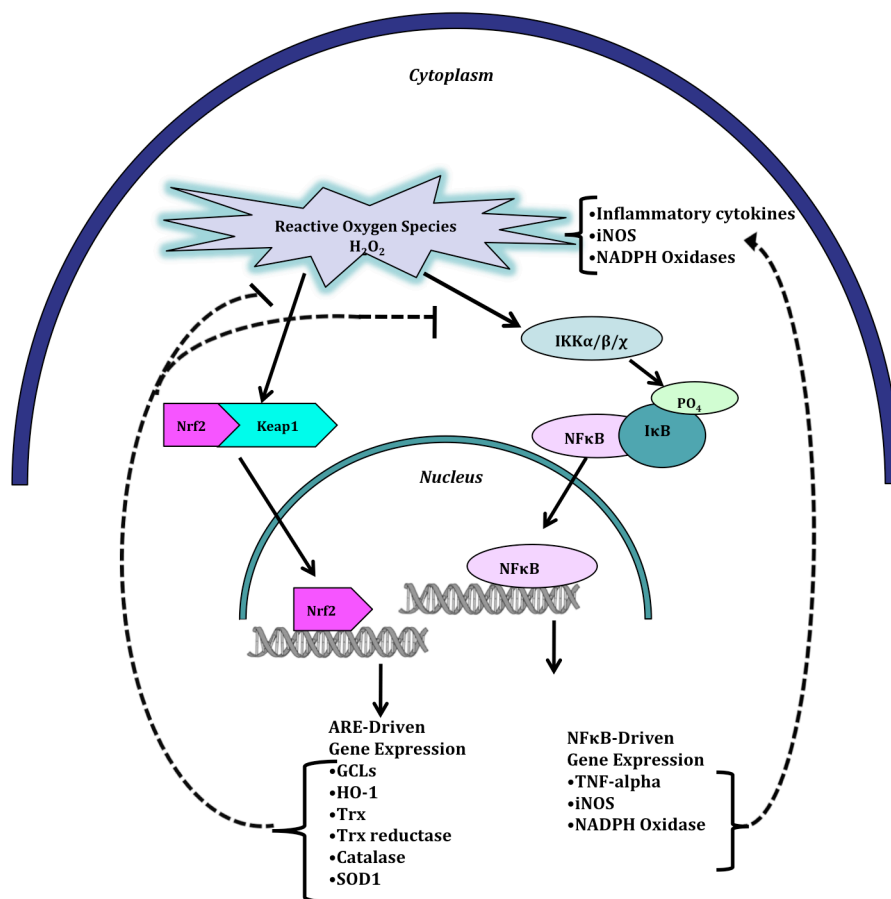 Cytoplasm
Reactive Oxygen Species
H₂O₂
•Inflammatory cytokines
•iNOS
•NADPH Oxidases
IKKα/β/χ
PO₄
Nrf2
Keap1
NFκB
IκB
Nucleus
NFκB
Nrf2
ARE-Driven
Gene Expression
•GCLs
•HO-1
•Trx
•Trx reductase
•Catalase
•SOD1
NFκB-Driven
Gene Expression
•TNF-alpha
•iNOS
•NADPH Oxidase